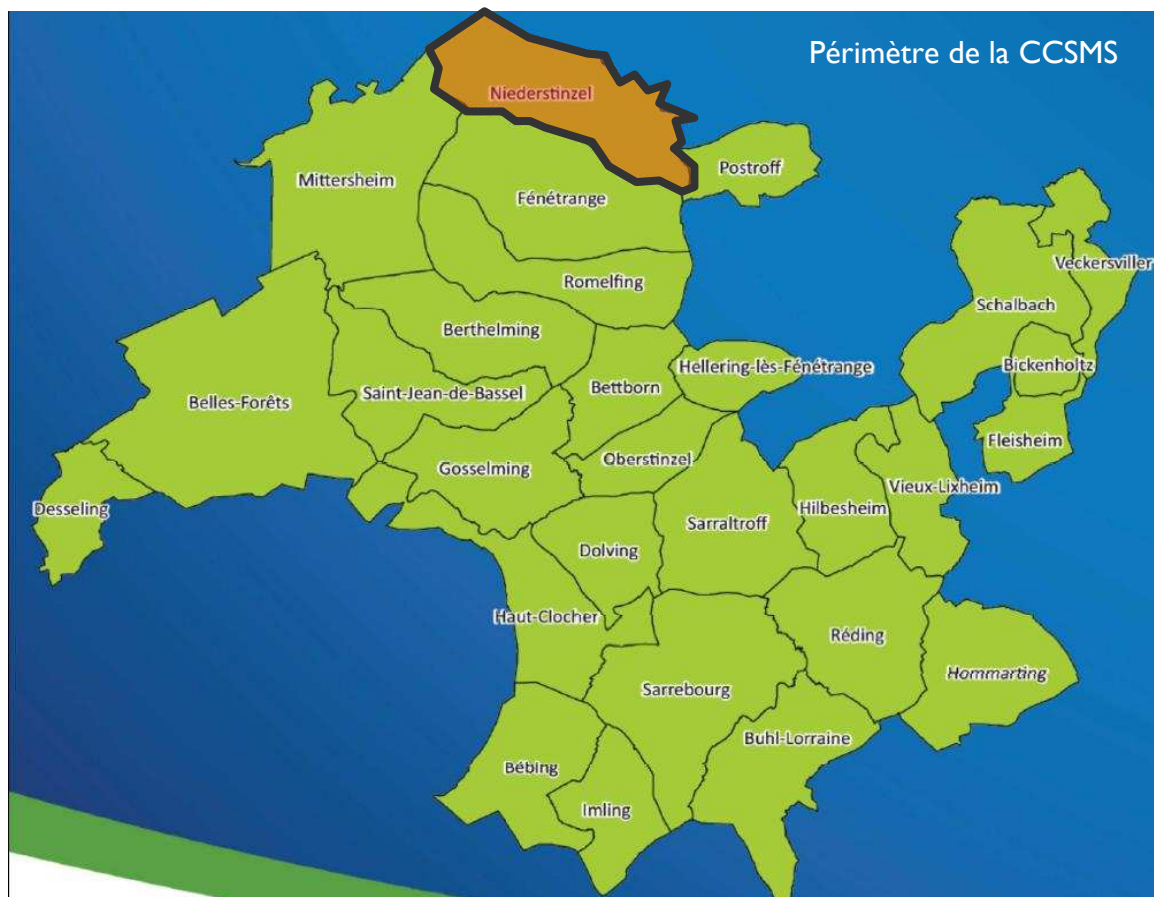 Périmètre de la CCSMS
Niederstinzel
Postroff
Mittersheim
Fénétrange
Veckersviller
Romelfing
Schalbach
Berthelming
Hellering-lès-Fénétrange
Bickenholtz
Bettborn
Saint-Jean-de-Bassel
Belles-Forêts
Fleisheim
Oberstinzel
Gosselming
Vieux-Lixheim
Desseling
Hilbesheim
Sarraltroff
Dolving
Haut-Clocher
Réding
Hommarting
Sarrebourg
Buhl-Lorraine
Bébing
Imling